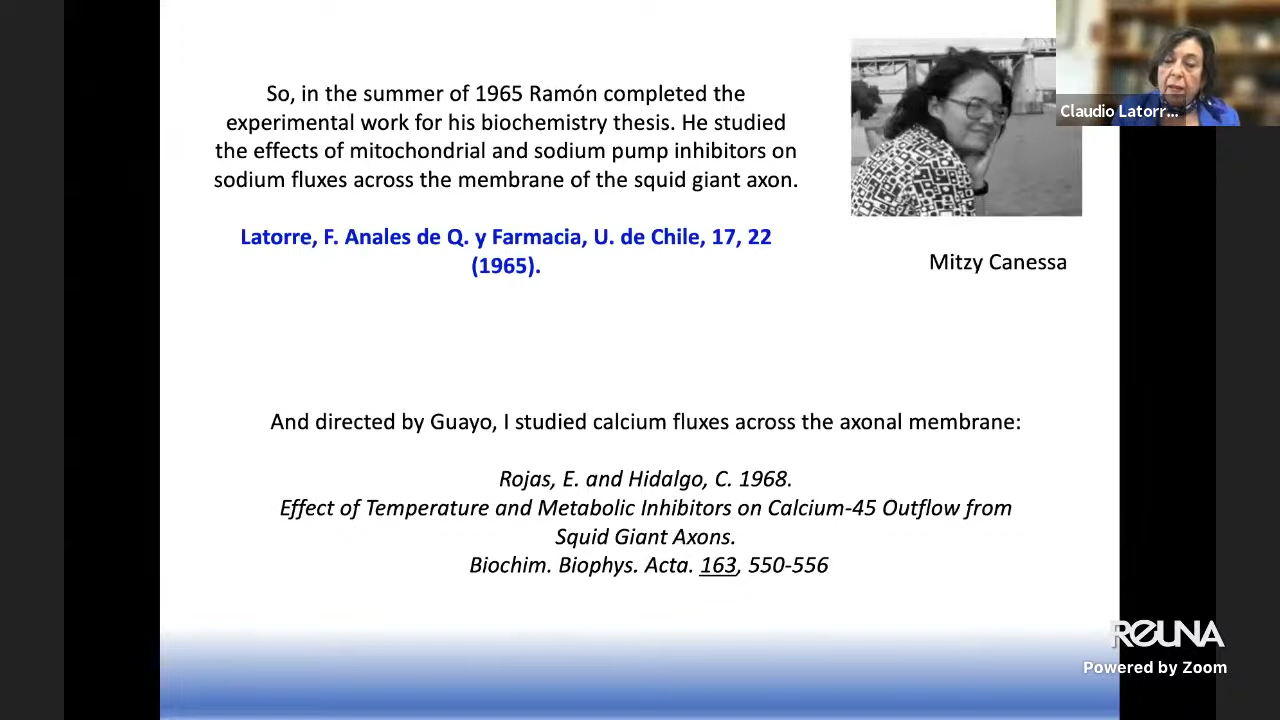 So, in the summer of 1965 Ramón completed the
experimental work for his biochemistry thesis. He studied
the effects of mitochondrial and sodium pump inhibitors on
sodium fluxes across the membrane of the squid giant axon.
Latorre, F. Anales de Q. y Farmacia, U. de Chile, 17, 22
(1965).
Mitzy Canessa
Claudio Latorr...
And directed by Guayo, I studied calcium fluxes across the axonal membrane:
Rojas, E. and Hidalgo, C. 1968.
Effect of Temperature and Metabolic Inhibitors on Calcium-45 Outflow from
Squid Giant Axons.
Biochim. Biophys. Acta. 163, 550-556
REUNA
Powered by Zoom